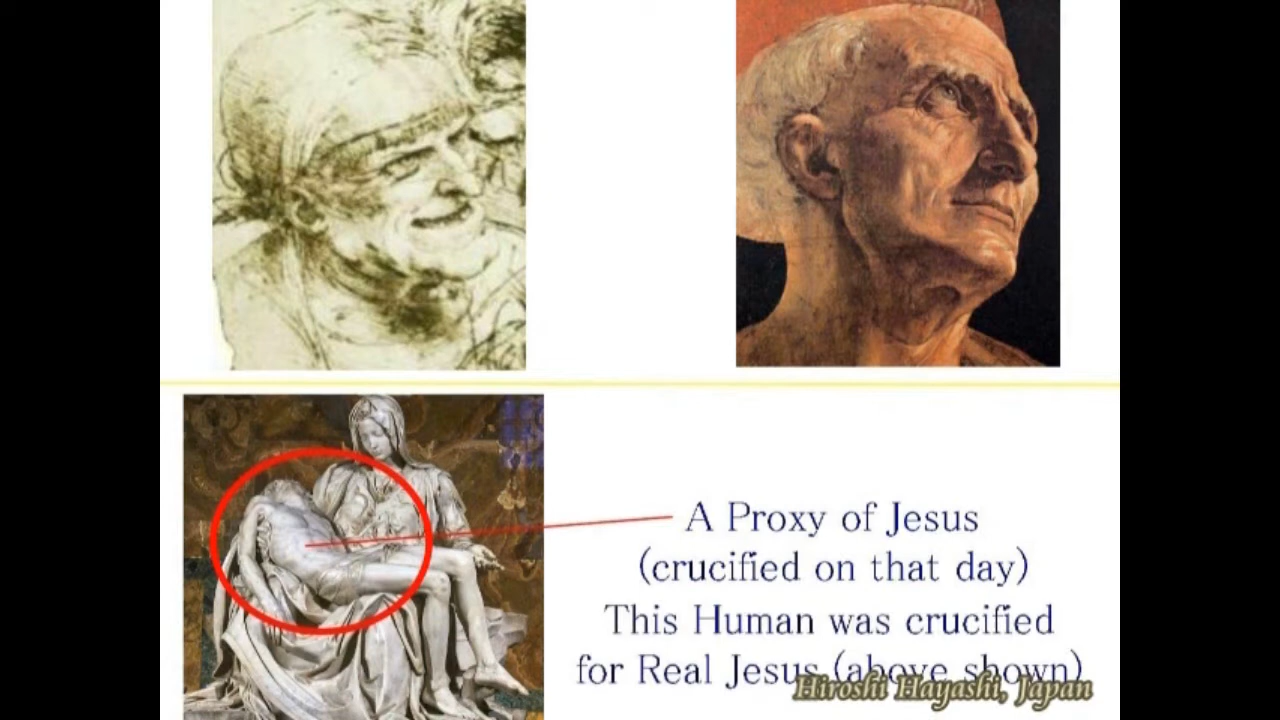 A Proxy of Jesus
(crucified on that day)
This Human was crucified
for Real Jesus (above shown)
Hiroshi Hayashi, Japan